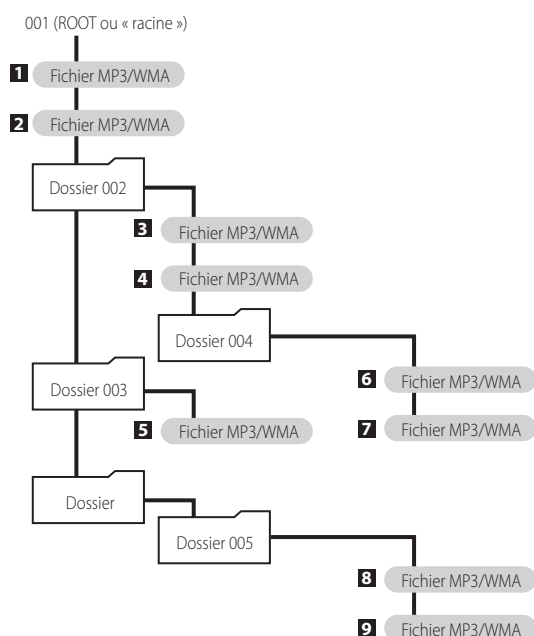 001 (ROOT ou « racine »)
1 Fichier MP3/WMA
2 Fichier MP3/WMA
Dossier 002
3 Fichier MP3/WMA
4 Fichier MP3/WMA
Dossier 004
6 Fichier MP3/WMA
Dossier 003
5 Fichier MP3/WMA
7 Fichier MP3/WMA
Dossier
Dossier 005
8 Fichier MP3/WMA
9 Fichier MP3/WMA